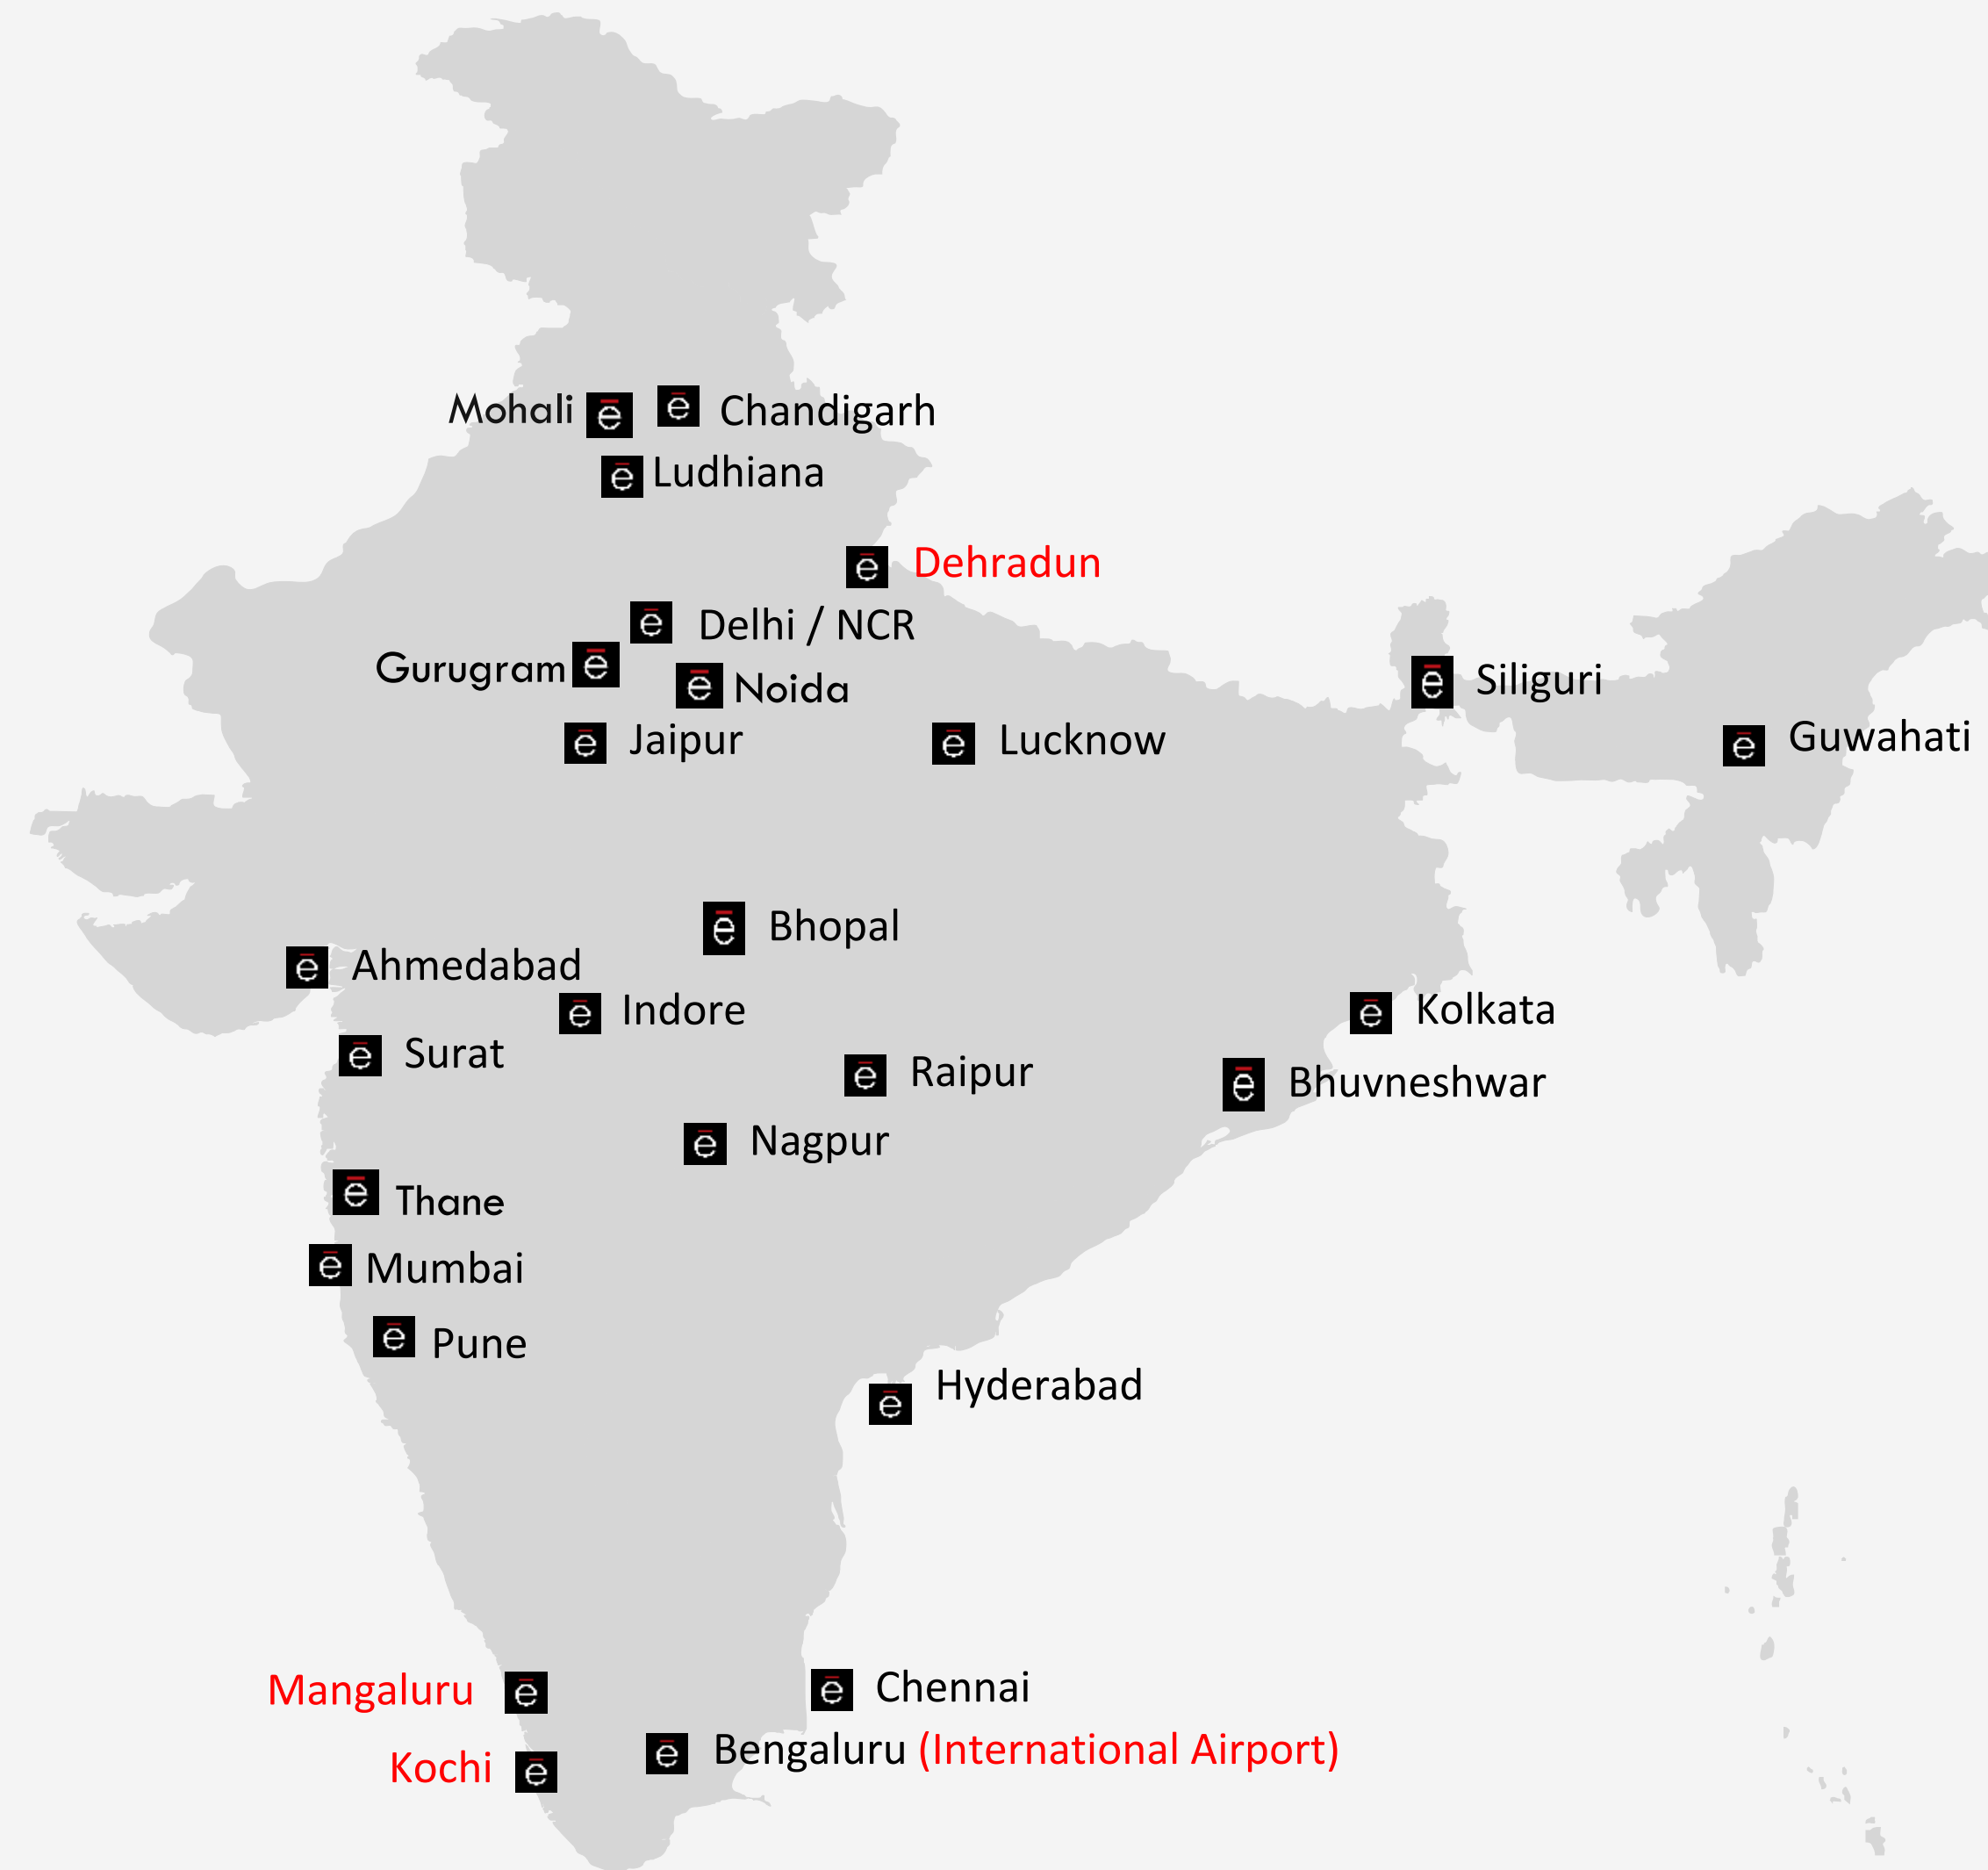 Mohali
Chandigarh
Ludhiana
Dehradun
Delhi / NCR
Gurugram
Noida
Jaipur
Lucknow
Siliguri
Guwahati
Bhopal
Ahmedabad
Indore
Kolkata
Surat
Raipur
Bhuvneshwar
Nagpur
Thane
Mumbai
Pune
Hyderabad
Mangaluru
Chennai
Bengaluru (International Airport)
Kochi